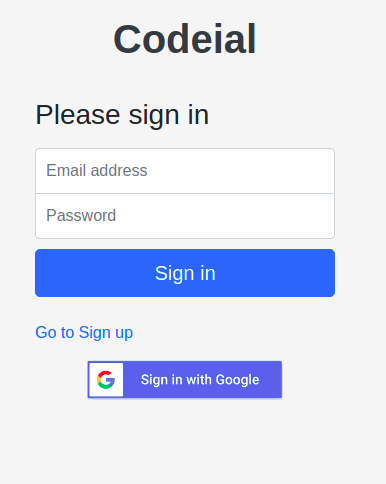 Codeial
Please sign in
Email address
Password
Sign in
Go to Sign up
Sign in with Google